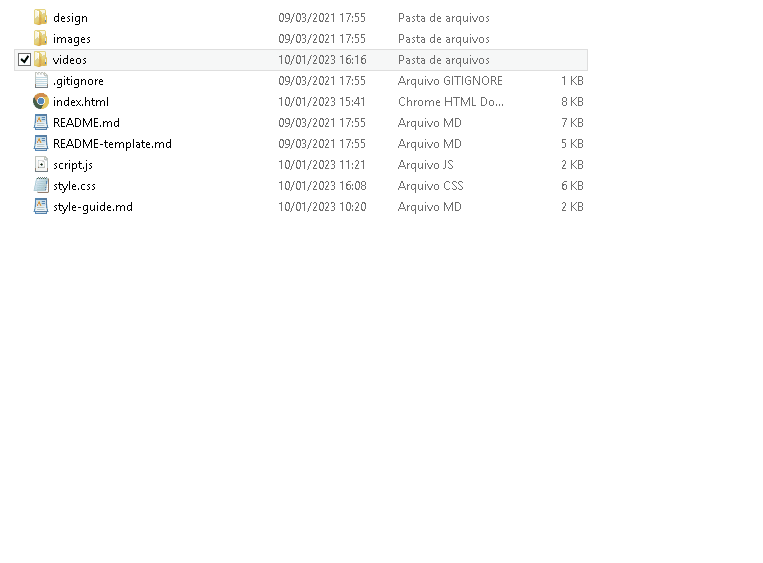 design 09/03/2021 17:55 Pasta de arquivos
images 09/03/2021 17:55 Pasta de arquivos
videos 10/01/2023 16:16 Pasta de arquivos
.gitignore 09/03/2021 17:55 Arquivo GITIGNORE 1 KB
index.html 10/01/2023 15:41 Chrome HTML Do... 8 KB
README.md 09/03/2021 17:55 Arquivo MD 7 KB
README-template.md 09/03/2021 17:55 Arquivo MD 5 KB
script.js 10/01/2023 11:21 Arquivo JS 2 KB
style.css 10/01/2023 16:08 Arquivo CSS 6 KB
style-guide.md 10/01/2023 10:20 Arquivo MD 2 KB